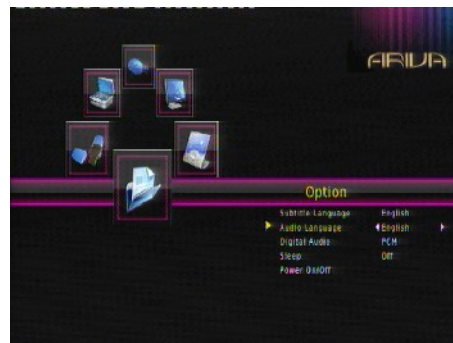 ARIVA
Option
Subtitle Language English
Audio Language English
Digital Audio PCM
Sleep Off
Power On/Off